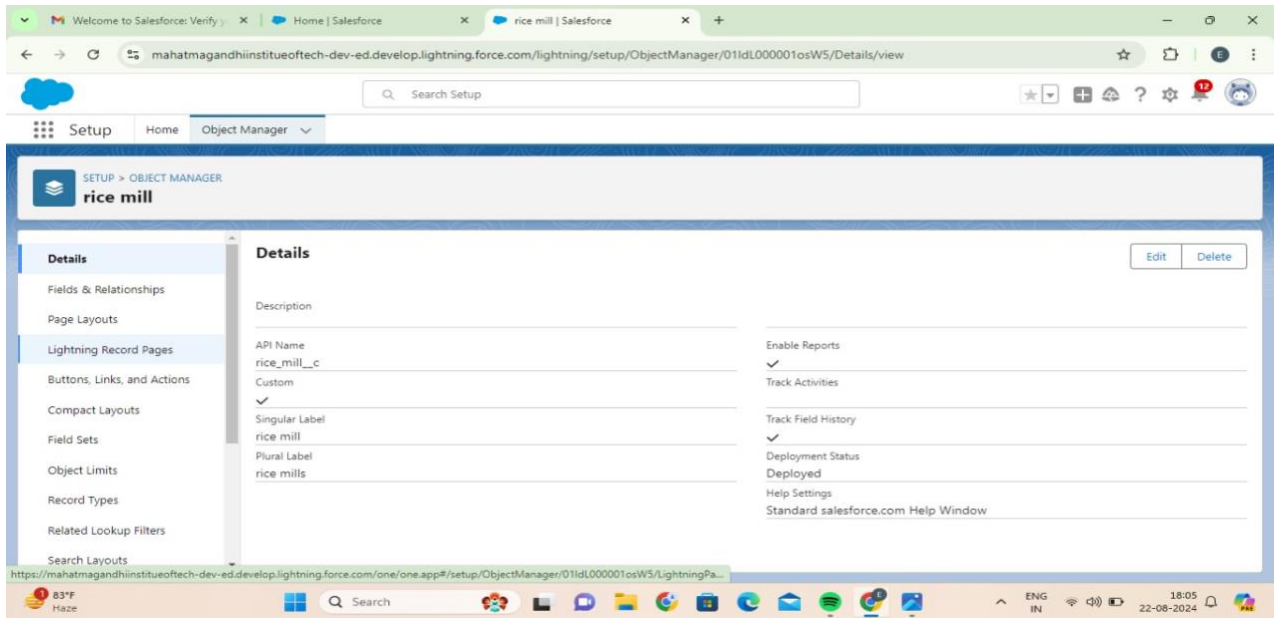 Welcome to Salesforce: Verify y
Home | Salesforce
rice mill | Salesforce
mahatmagandhiinstitueoftech-dev-ed.develop.lightning.force.com/lightning/setup/ObjectManager/01IdL000001osW5/Details/view
E
Search Setup
12
Setup
Home
Object Manager
SETUP > OBJECT MANAGER
rice mill
Details
Fields & Relationships
Page Layouts
Lightning Record Pages
Buttons, Links, and Actions
Compact Layouts
Field Sets
Object Limits
Record Types
Related Lookup Filters
Search Layouts
Details
Edit
Delete
Description
API Name
rice_mill__c
Custom
Singular Label
rice mill
Plural Label
rice mills
Enable Reports
Track Activities
Track Field History
Deployment Status
Deployed
Help Settings
Standard salesforce.com Help Window
https://mahatmagandhiinstitueoftech-dev-ed.develop.lightning.force.com/one/one.app#/setup/ObjectManager/01IdL000001osW5/LightningPa...
1
83°F
Haze
Search
ENG
IN
18:05
22-08-2024
PRE